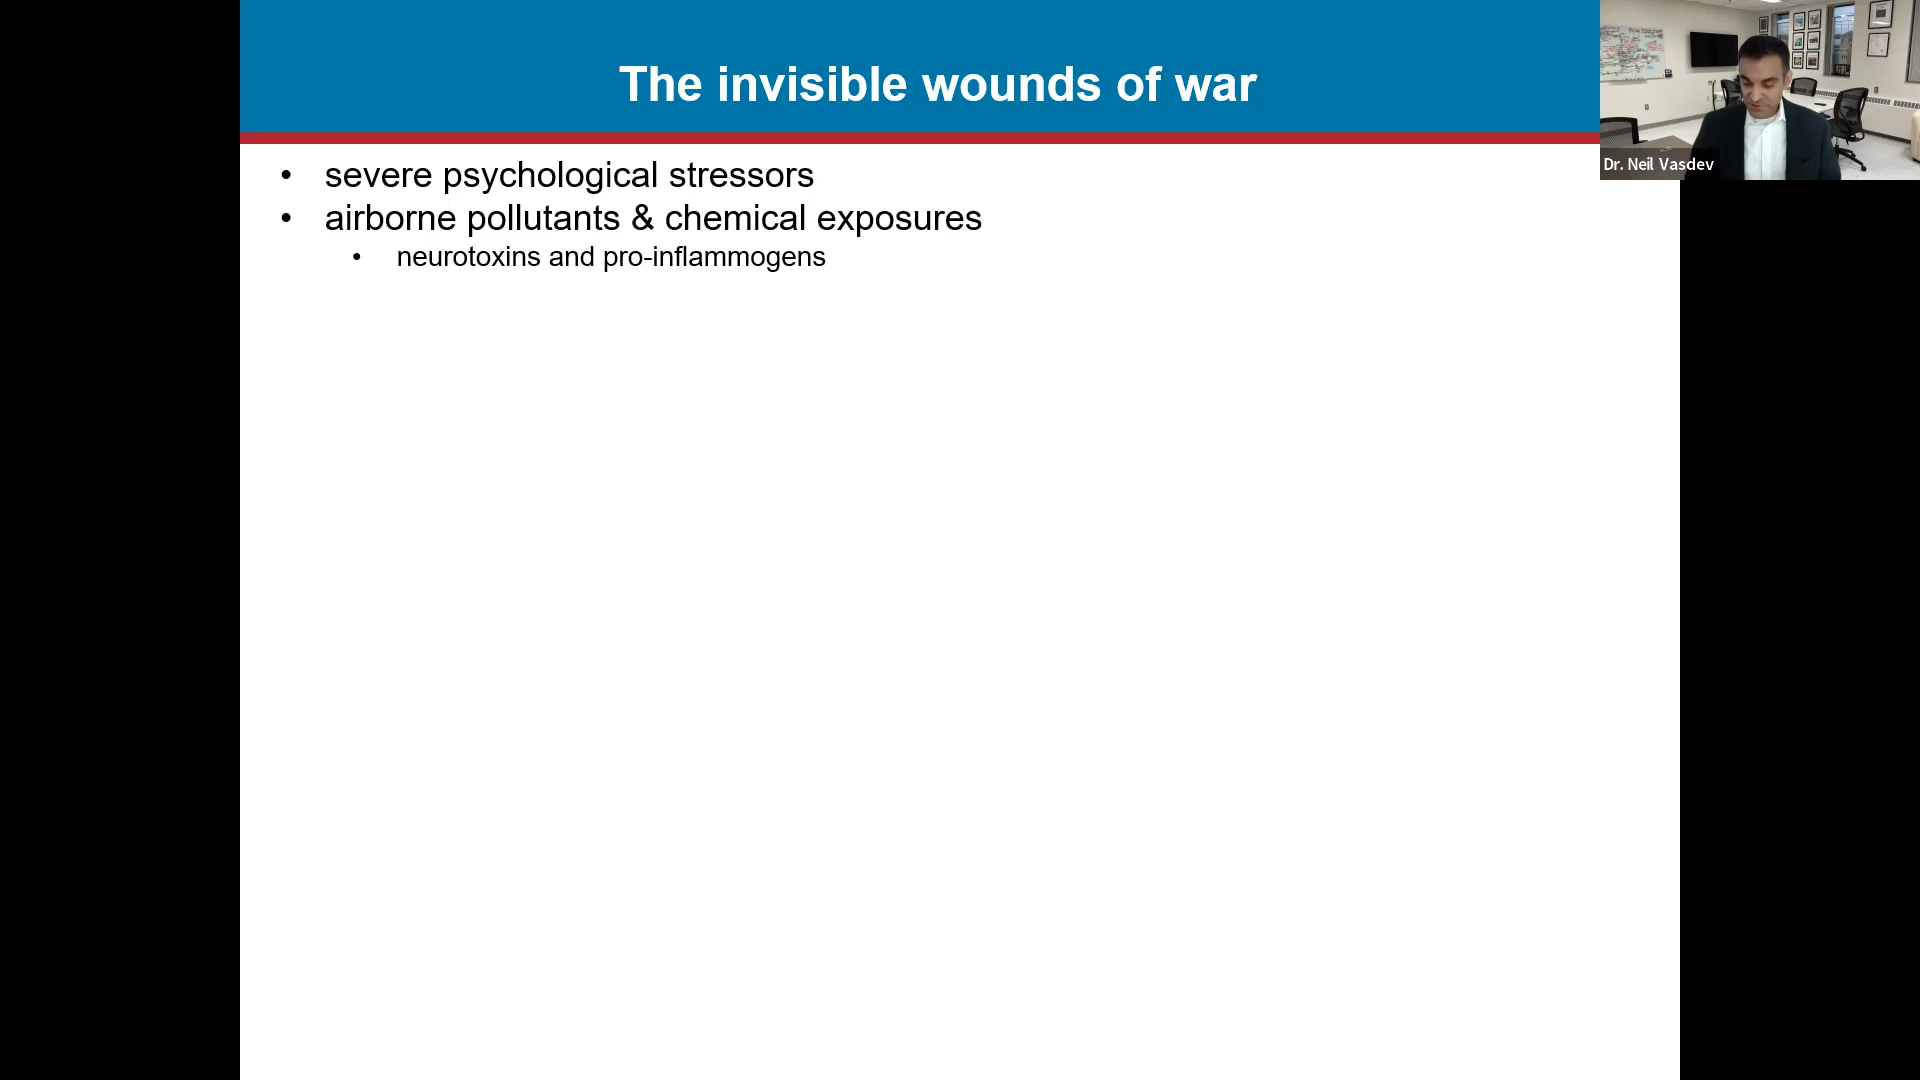 The invisible wounds of war
• severe psychological stressors
• airborne pollutants & chemical exposures
• neurotoxins and pro-inflammogens
Dr. Neil Vasdev